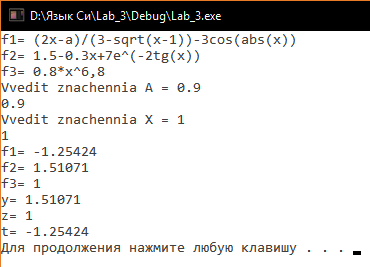 D:\Язык Си\Lab_3\Debug\Lab_3.exe
f1= (2x-a)/(3-sqrt(x-1))-3cos(abs(x))
f2= 1.5-0.3x+7e^(-2tg(x))
f3= 0.8*x^6,8
Vvedit znachennia A = 0.9
0.9
Vvedit znachennia X = 1
1
f1= -1.25424
f2= 1.51071
f3= 1
y= 1.51071
z= 1
t= -1.25424
Для продолжения нажмите любую клавишу . . .